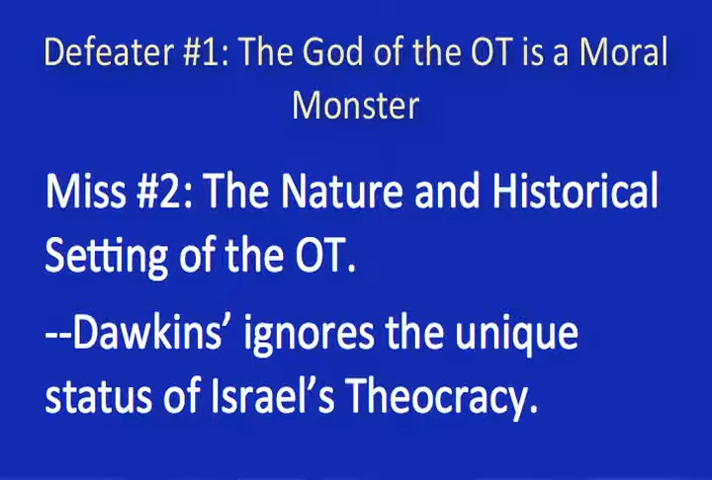 Defeater #1: The God of the OT is a Moral
Monster
Miss #2: The Nature and Historical
Setting of the OT.
--Dawkins’ ignores the unique
status of Israel’s Theocracy.